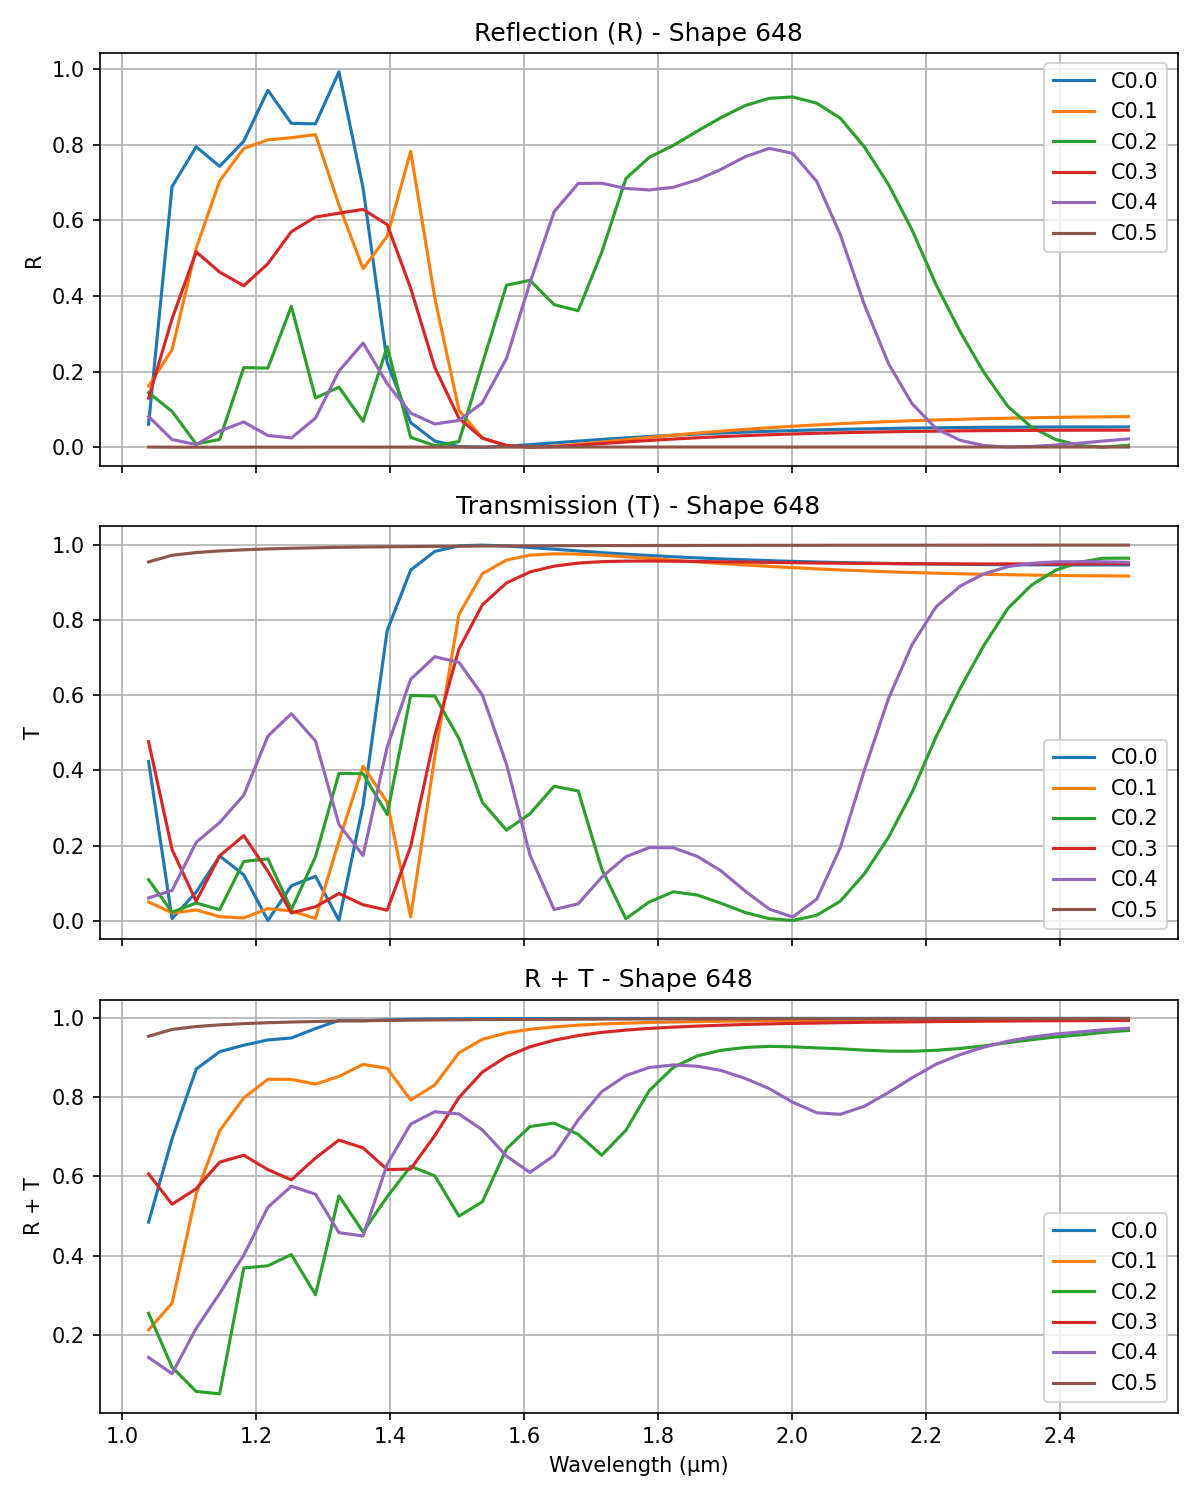 Reflection (R) - Shape 648
1.0
0.8
0.6
0.4
0.2
0.0
R
C0.0
C0.1
C0.2
C0.3
C0.4
C0.5
Transmission (T) - Shape 648
1.0
0.8
0.6
0.4
0.2
0.0
T
C0.0
C0.1
C0.2
C0.3
C0.4
C0.5
R + T - Shape 648
1.0
0.8
0.6
0.4
0.2
R + T
C0.0
C0.1
C0.2
C0.3
C0.4
C0.5
1.0 1.2 1.4 1.6 1.8 2.0 2.2 2.4
Wavelength (μm)